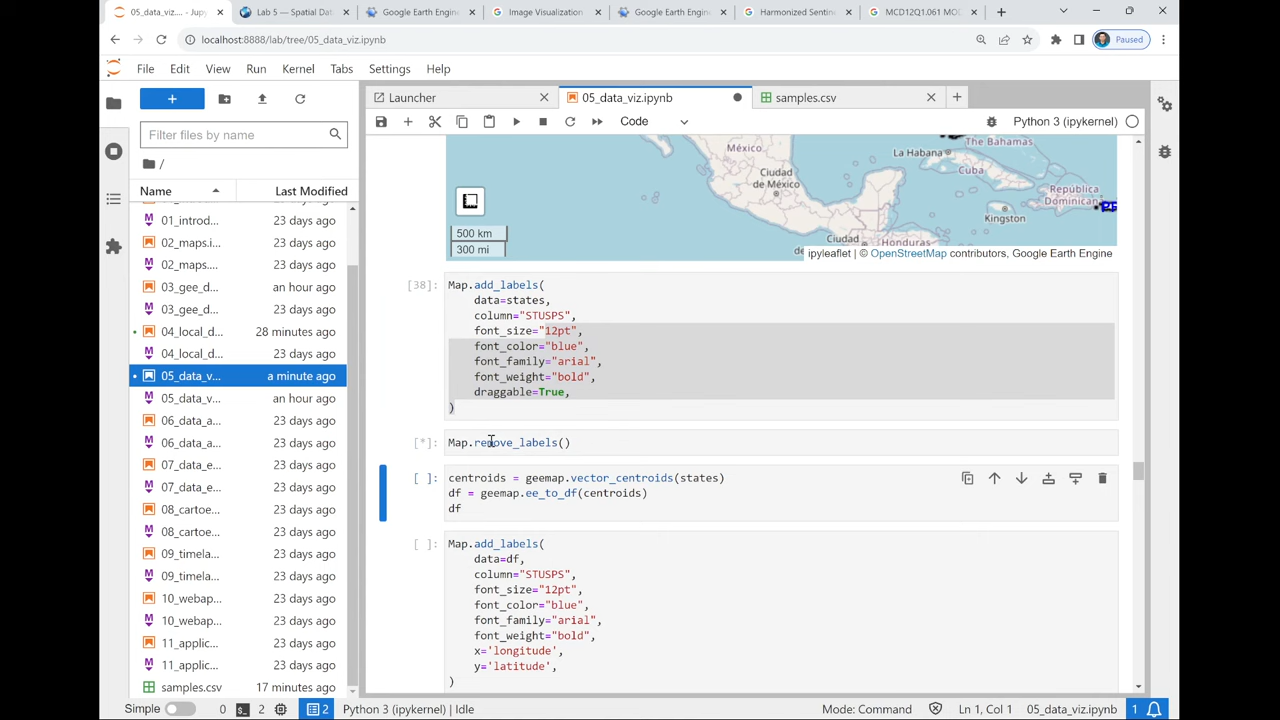 05_data_viz.... - Jupy
Lab 5 — Spatial Dat
Google Earth Engine
Image Visualization
Google Earth Engine
Harmonized Sentine
MCD12Q1.061 MOD
localhost:8888/lab/tree/05_data_viz.ipynb
Paused
File Edit View Run Kernel Tabs Settings Help
Launcher
05_data_viz.ipynb
samples.csv
Filter files by name
Code
Python 3 (ipykernel)
/
Name
Last Modified
01_introd... 23 days ago
02_maps.i... 23 days ago
02_maps.... 23 days ago
03_gee_d... an hour ago
03_gee_d... 23 days ago
04_local_d... 28 minutes ago
04_local_d... 23 days ago
05_data_v... a minute ago
05_data_v... an hour ago
06_data_a... 23 days ago
06_data_a... 23 days ago
07_data_e... 23 days ago
07_data_e... 23 days ago
08_cartoe... 23 days ago
08_cartoe... 23 days ago
09_timela... 23 days ago
09_timela... 23 days ago
10_webap... 23 days ago
10_webap... 23 days ago
11_applic... 23 days ago
11_applic... 23 days ago
samples.csv 17 minutes ago
México
Ciudad
de México
La Habana
The Bahamas
Cuba
República
Dominicana
Kingston
PR
Honduras
Ciudad
de
500 km
300 mi
ipyleaflet | © OpenStreetMap contributors, Google Earth Engine
[38]:
Map.add_labels(
data=states,
column="STUSPS",
font_size="12pt",
font_color="blue",
font_family="arial",
font_weight="bold",
draggable=True,
)
[*]:
Map.remove_labels()
[ ]:
centroids = geemap.vector_centroids(states)
df = geemap.ee_to_df(centroids)
df
[ ]:
Map.add_labels(
data=df,
column="STUSPS",
font_size="12pt",
font_color="blue",
font_family="arial",
font_weight="bold",
x='longitude',
y='latitude',
)
Simple 0 2 2 Python 3 (ipykernel) | Idle
Mode: Command Ln 1, Col 1 05_data_viz.ipynb 1